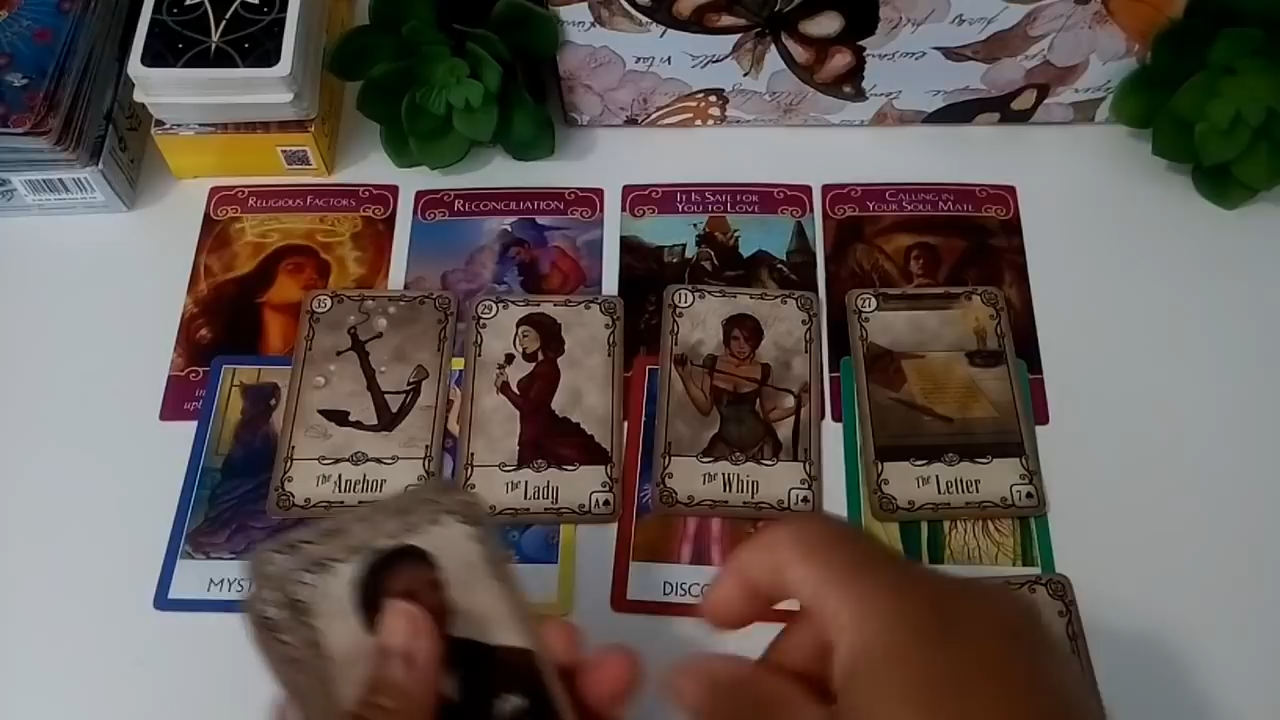 RELIGIOUS FACTORS
RECONCILIATION
IT IS SAFE FOR
YOU TO LOVE
CALLING IN
YOUR SOUL MATE
35
29
11
27
The Anchor
The Lady
A
The Whip
J
The Letter
7
MYST
DISCO